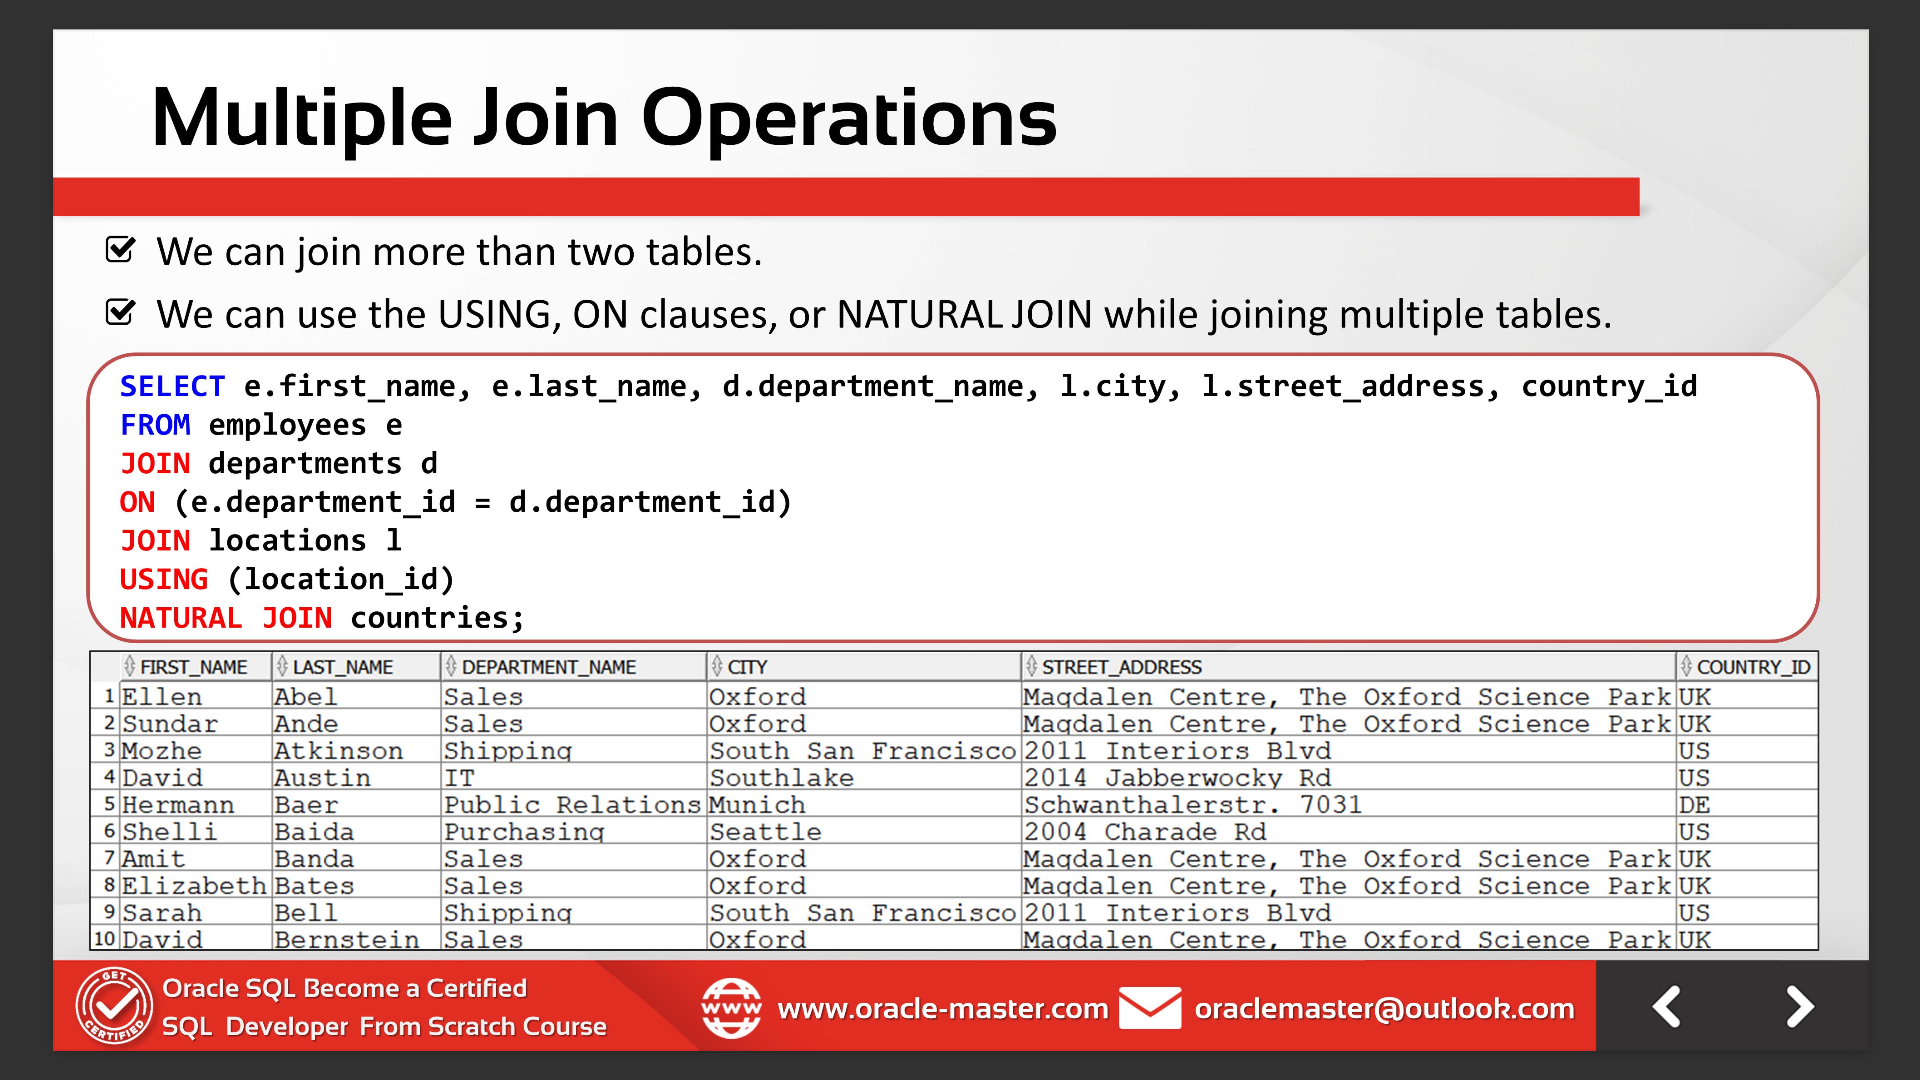 Multiple Join Operations
We can join more than two tables.
We can use the USING, ON clauses, or NATURAL JOIN while joining multiple tables.
SELECT e.first_name, e.last_name, d.department_name, l.city, l.street_address, country_id
FROM employees e
JOIN departments d
ON (e.department_id = d.department_id)
JOIN locations l
USING (location_id)
NATURAL JOIN countries;
FIRST_NAME LAST_NAME DEPARTMENT_NAME CITY STREET_ADDRESS COUNTRY_ID
1 Ellen Abel Sales Oxford Magdalen Centre, The Oxford Science Park UK
2 Sundar Ande Sales Oxford Magdalen Centre, The Oxford Science Park UK
3 Mozhe Atkinson Shipping South San Francisco 2011 Interiors Blvd US
4 David Austin IT Southlake 2014 Jabberwocky Rd US
5 Hermann Baer Public Relations Munich Schwanthalerstr. 7031 DE
6 Shelli Baida Purchasing Seattle 2004 Charade Rd US
7 Amit Banda Sales Oxford Magdalen Centre, The Oxford Science Park UK
8 Elizabeth Bates Sales Oxford Magdalen Centre, The Oxford Science Park UK
9 Sarah Bell Shipping South San Francisco 2011 Interiors Blvd US
10 David Bernstein Sales Oxford Magdalen Centre, The Oxford Science Park UK
GET CERTIFIED
Oracle SQL Become a Certified
SQL Developer From Scratch Course
www
www.oracle-master.com
oraclemaster@outlook.com